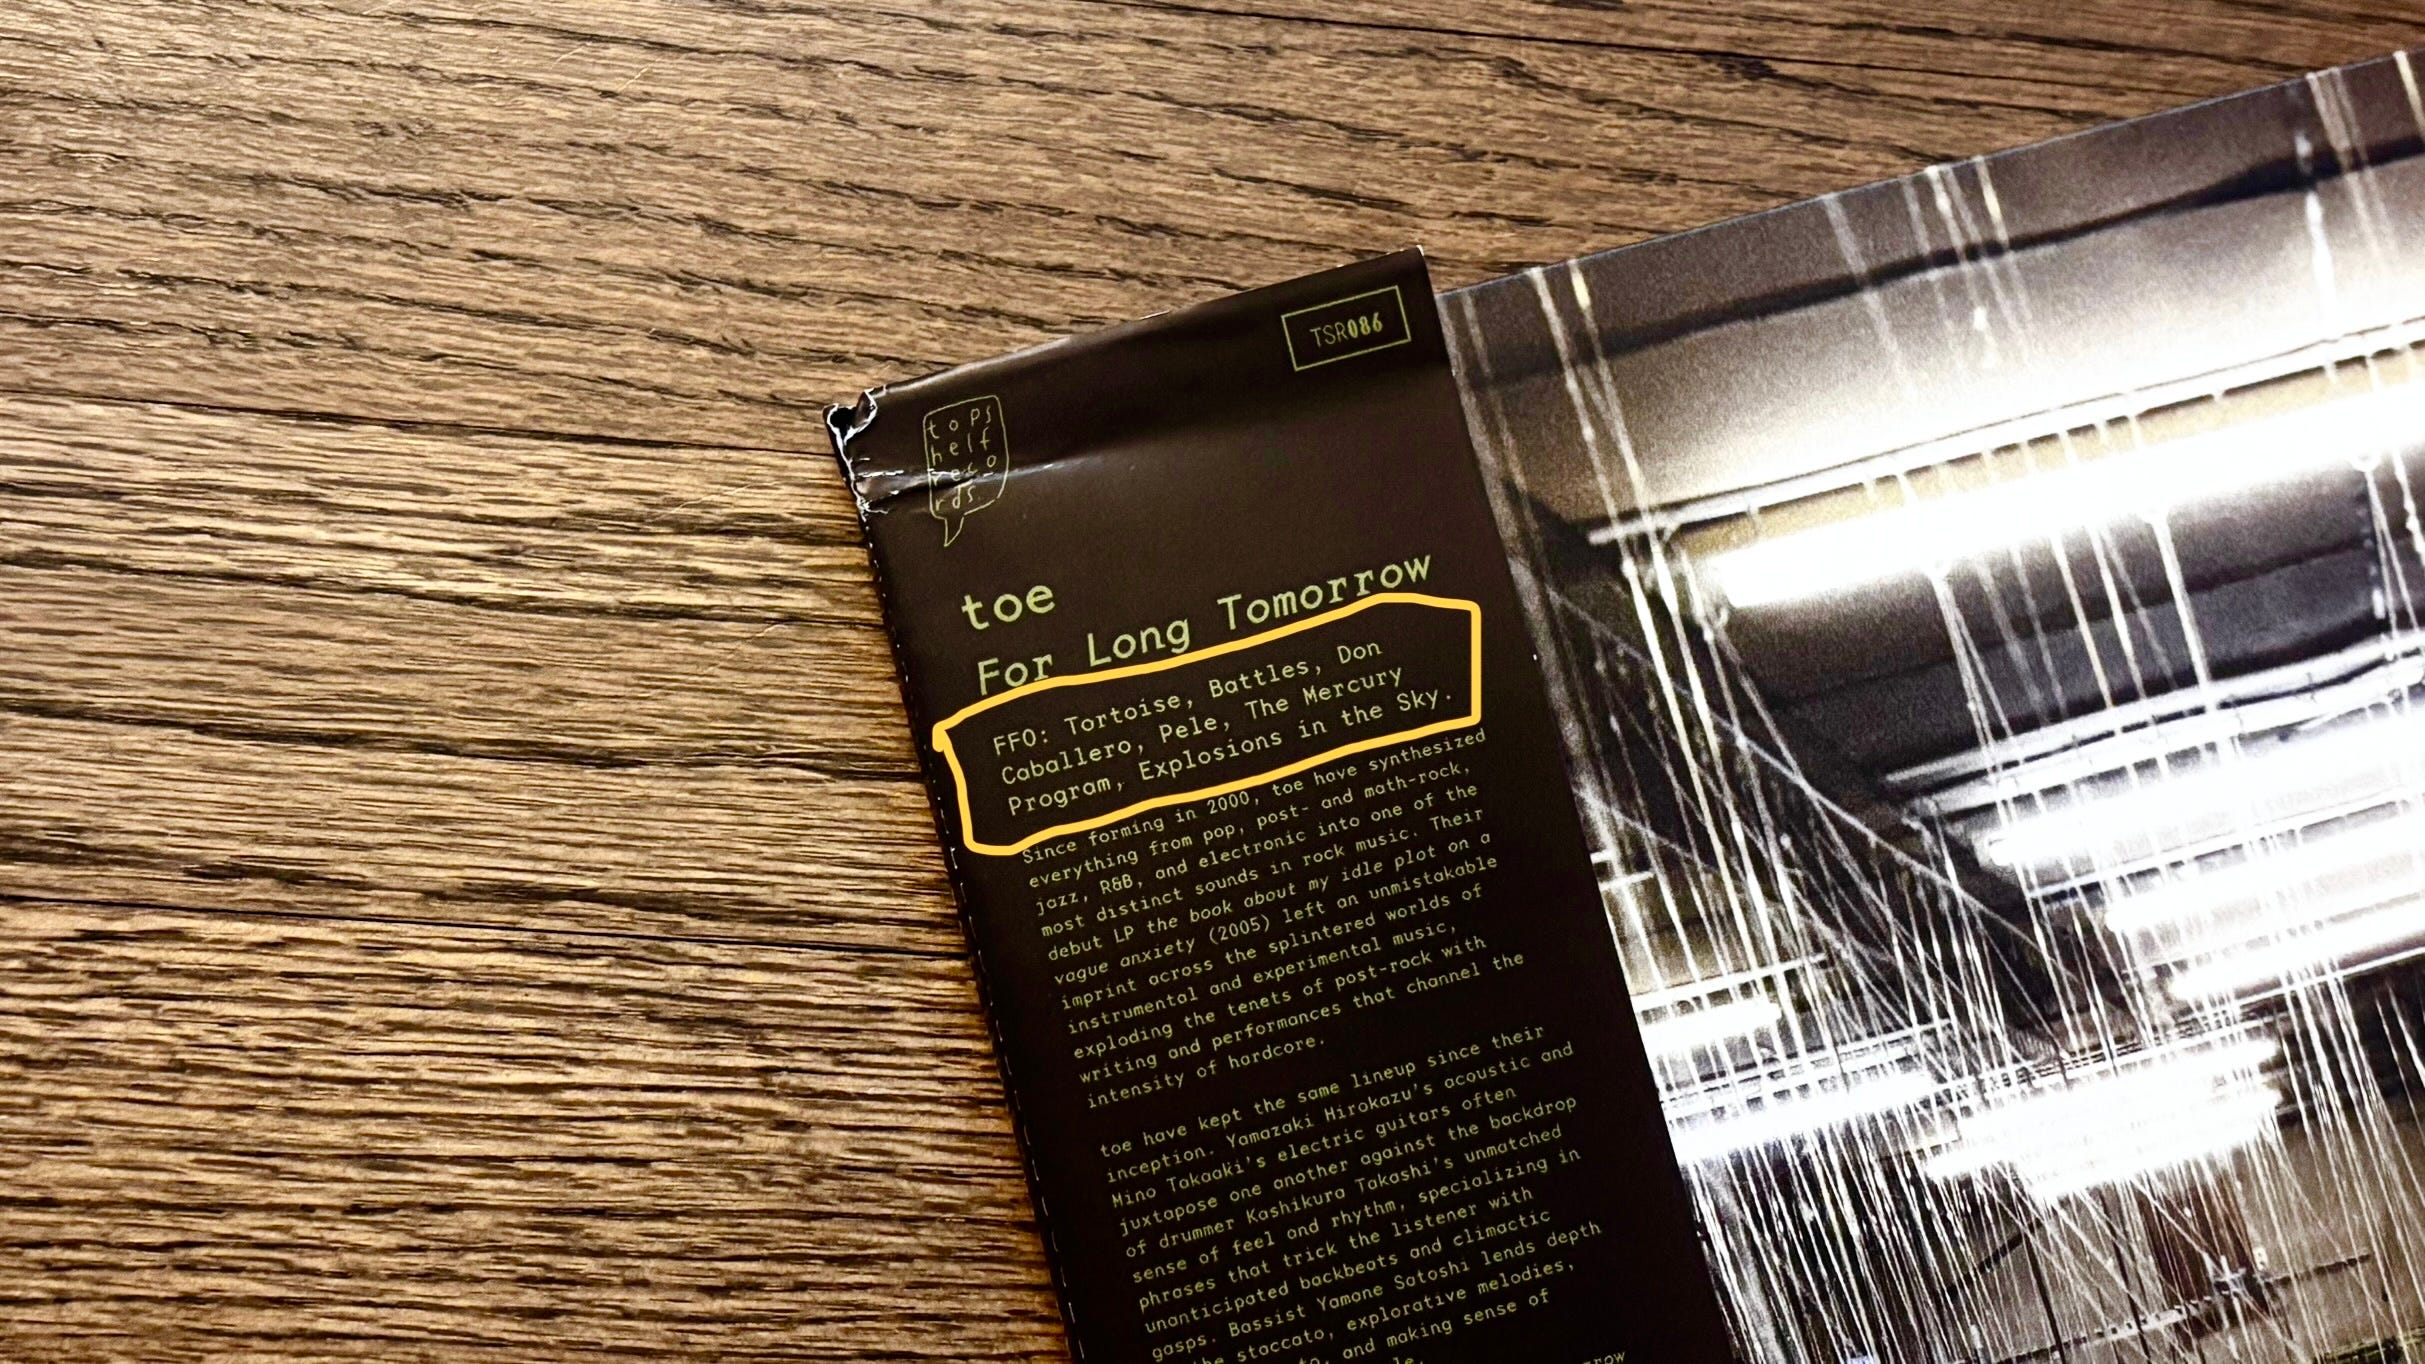 TSR086
tops
helf
reco
rds.
toe
For Long Tomorrow
FFO: Tortoise, Battles, Don
Caballero, Pele, The Mercury
Program, Explosions in the Sky.
Since forming in 2000, toe have synthesized
everything from pop, post- and math-rock,
jazz, R&B, and electronic into one of the
most distinct sounds in rock music. Their
debut LP the book about my idle plot on a
vague anxiety (2005) left an unmistakable
imprint across the splintered worlds of
instrumental and experimental music,
exploding the tenets of post-rock with
writing and performances that channel the
intensity of hardcore.
toe have kept the same lineup since their
inception. Yamazaki Hirokazu's acoustic and
Mino Takaaki's electric guitars often
juxtapose one another against the backdrop
of drummer Kashikura Takashi's unmatched
sense of feel and rhythm, specializing in
phrases that trick the listener with
unanticipated backbeats and climactic
gasps. Bassist Yamone Satoshi lends depth
the staccato, explorative melodies,
and making sense of